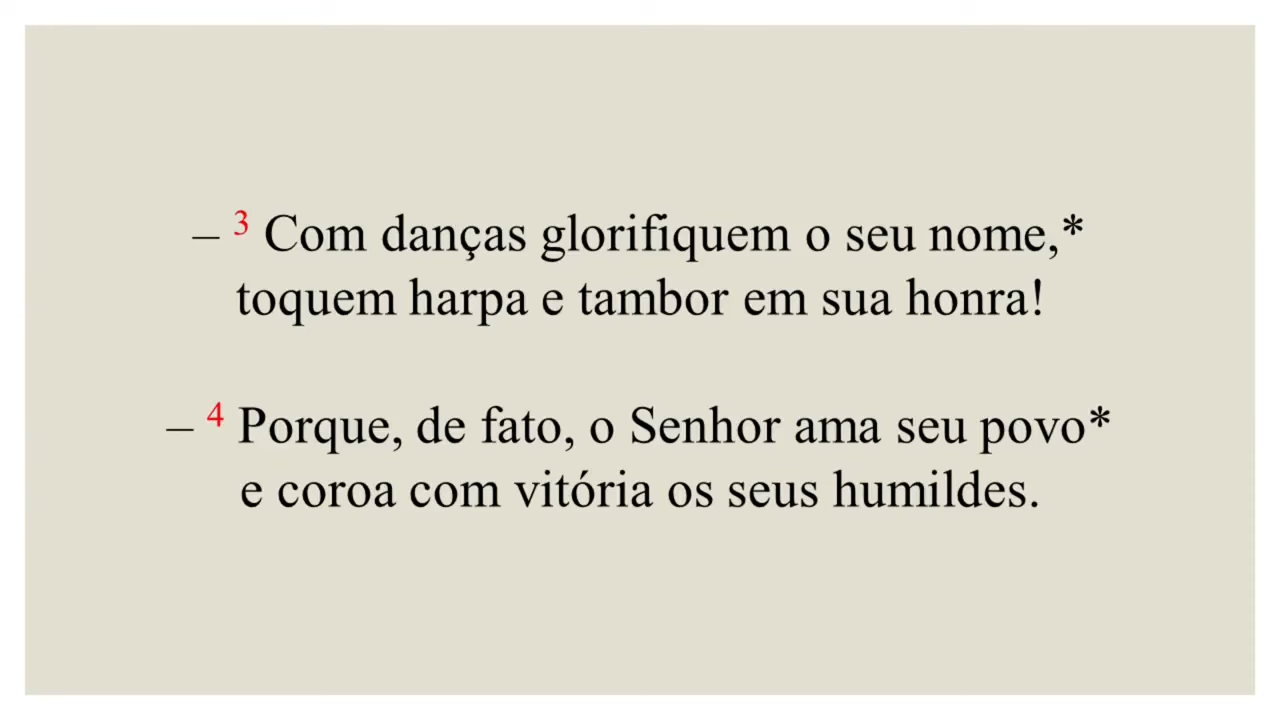 – 3 Com danças glorifiquem o seu nome,*
toquem harpa e tambor em sua honra!
– 4 Porque, de fato, o Senhor ama seu povo*
e coroa com vitória os seus humildes.